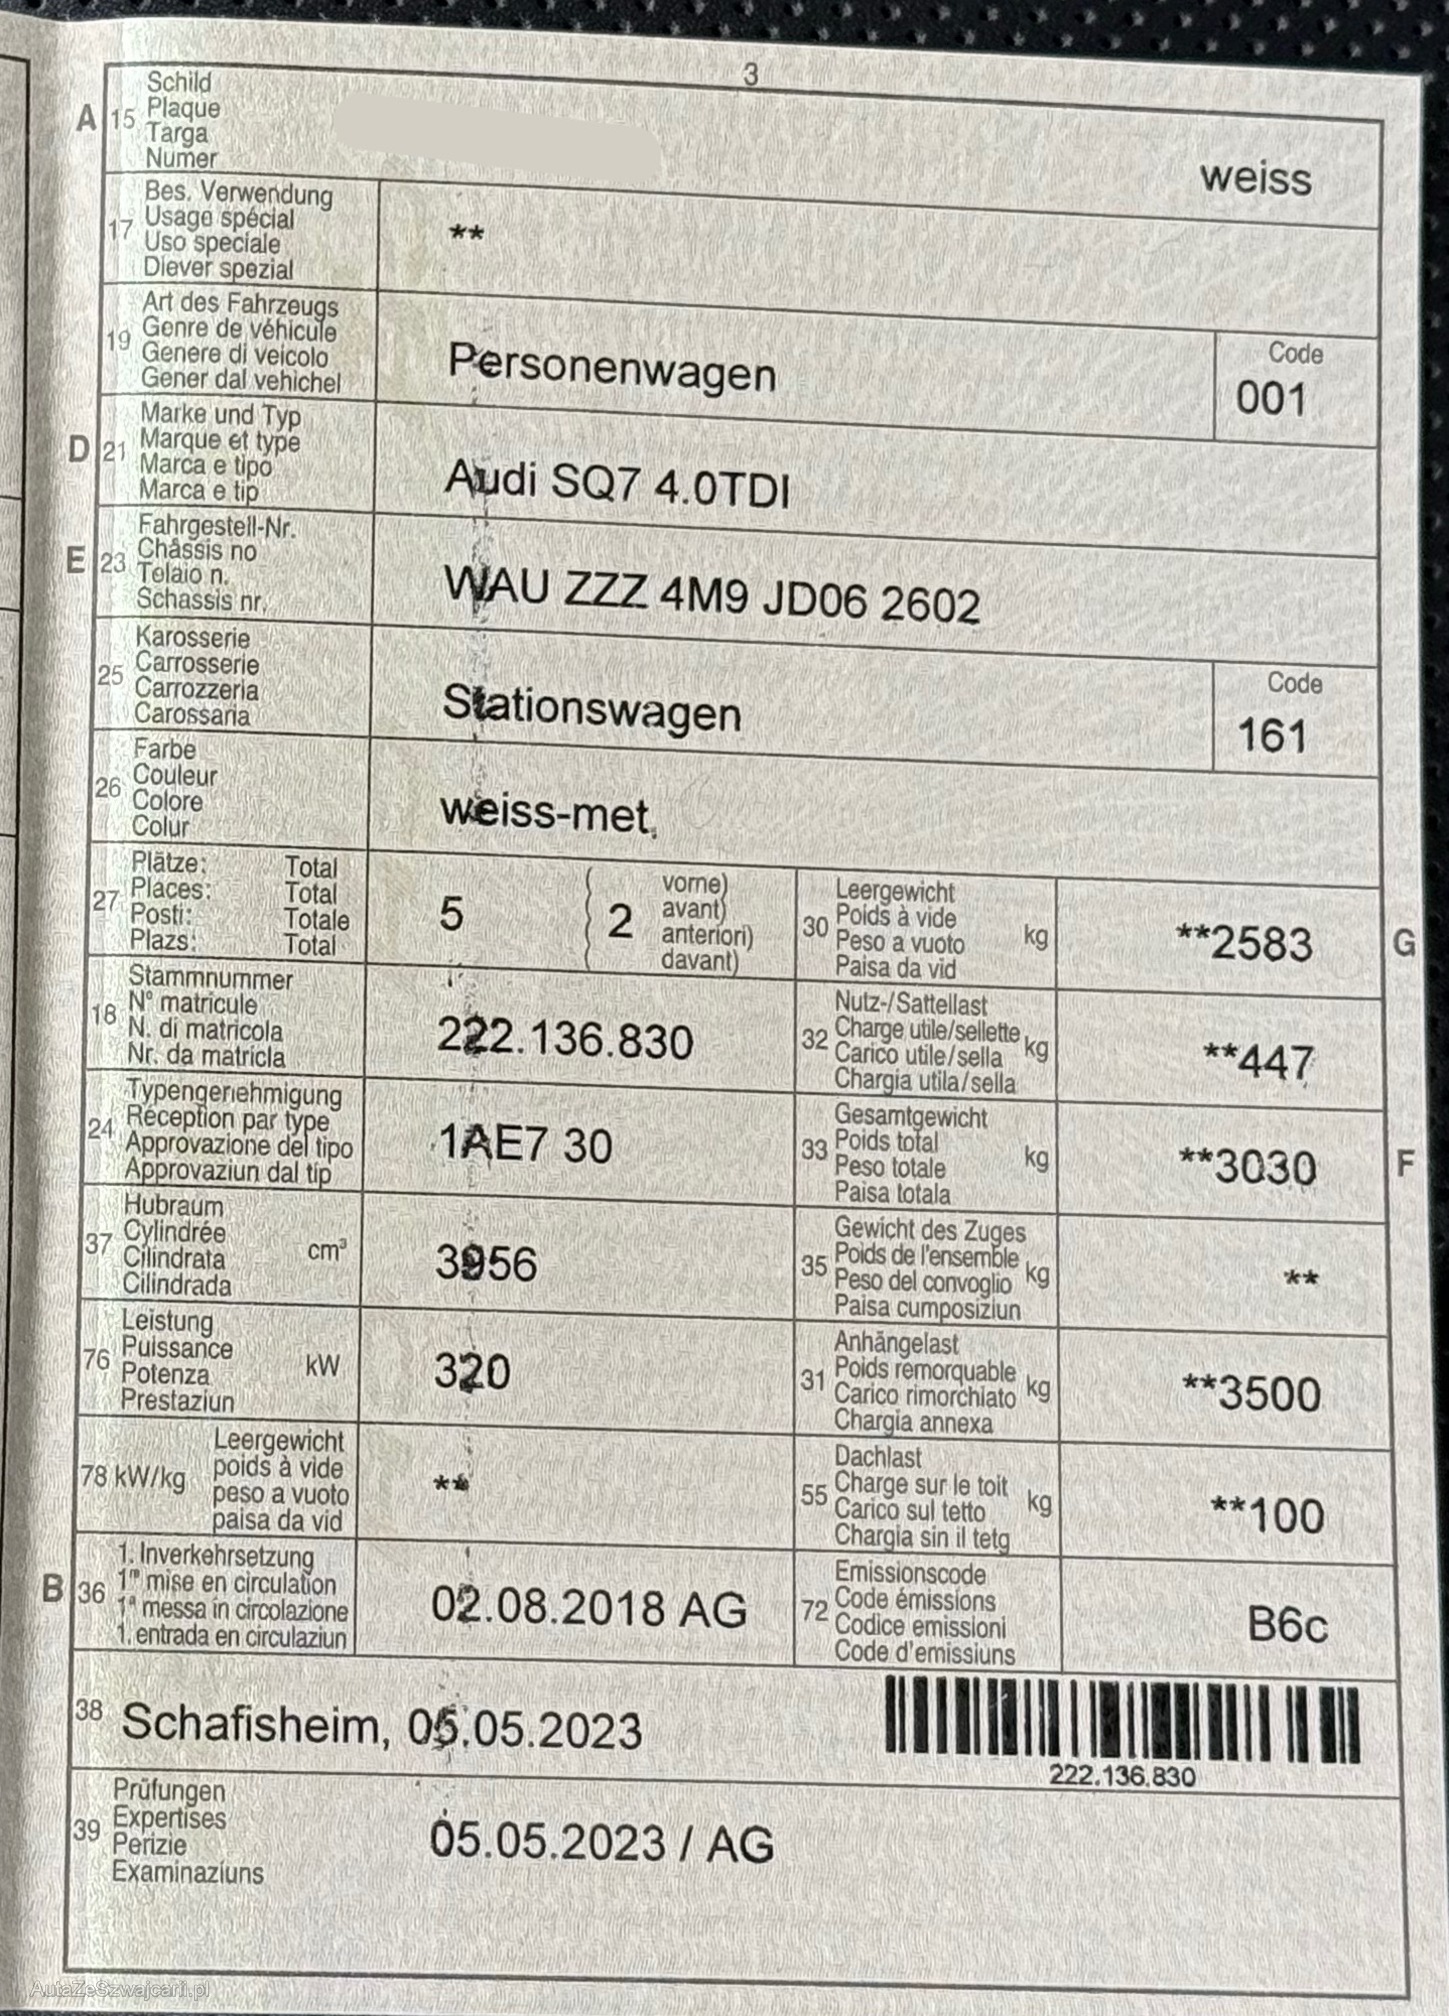 3
A 15 Schild
Plaque
Targa
Numer
weiss
17 Bes. Verwendung
Usage spécial
Uso speciale
Diever spezial
**
19 Art des Fahrzeugs
Genre de véhicule
Genere di veicolo
Gener dal vehichel
Personenwagen
Code
001
D 21 Marke und Typ
Marque et type
Marca e tipo
Marca e tip
Audi SQ7 4.0TDI
E 23 Fahrgestell-Nr.
Châssis no
Telaio n.
Schassis nr.
WAU ZZZ 4M9 JD06 2602
25 Karosserie
Carrosserie
Carrozzeria
Carossaria
Stationswagen
Code
161
26 Farbe
Couleur
Colore
Colur
weiss-met.
27 Plätze: Total
Places: Total
Posti: Totale
Plazs: Total
5
2
vorne)
avant)
anteriori)
davant)
30 Leergewicht
Poids à vide
Peso a vuoto
Paisa da vid
kg
**2583
G
18 Stammnummer
N° matricule
N. di matricola
Nr. da matricla
222.136.830
32 Nutz-/Sattellast
Charge utile/sellette
Carico utile/sella
Chargia utila/sella
kg
**447
24 Typengenehmigung
Réception par type
Approvazione del tipo
Approvaziun dal tip
1AE7 30
33 Gesamtgewicht
Poids total
Peso totale
Paisa totala
kg
**3030
F
37 Hubraum
Cylindrée
Cilindrata
Cilindrada
cm³
3956
35 Gewicht des Zuges
Poids de l'ensemble
Peso del convoglio
Paisa cumposiziun
kg
**
76 Leistung
Puissance
Potenza
Prestaziun
kW
320
31 Anhängelast
Poids remorquable
Carico rimorchiato
Chargia annexa
kg
**3500
78 kW/kg
Leergewicht
poids à vide
peso a vuoto
paisa da vid
**
55 Dachlast
Charge sur le toit
Carico sul tetto
Chargia sin il tetg
kg
**100
B 36 1. Inverkehrsetzung
1re mise en circulation
1a messa in circolazione
1. entrada en circulaziun
02.08.2018 AG
72 Emissionscode
Code émissions
Codice emissioni
Code d'emissiuns
B6c
38 Schafisheim, 05.05.2023
222.136.830
39 Prüfungen
Expertises
Perizie
Examinaziuns
05.05.2023 / AG
AutaZeSzwajcarii.pl